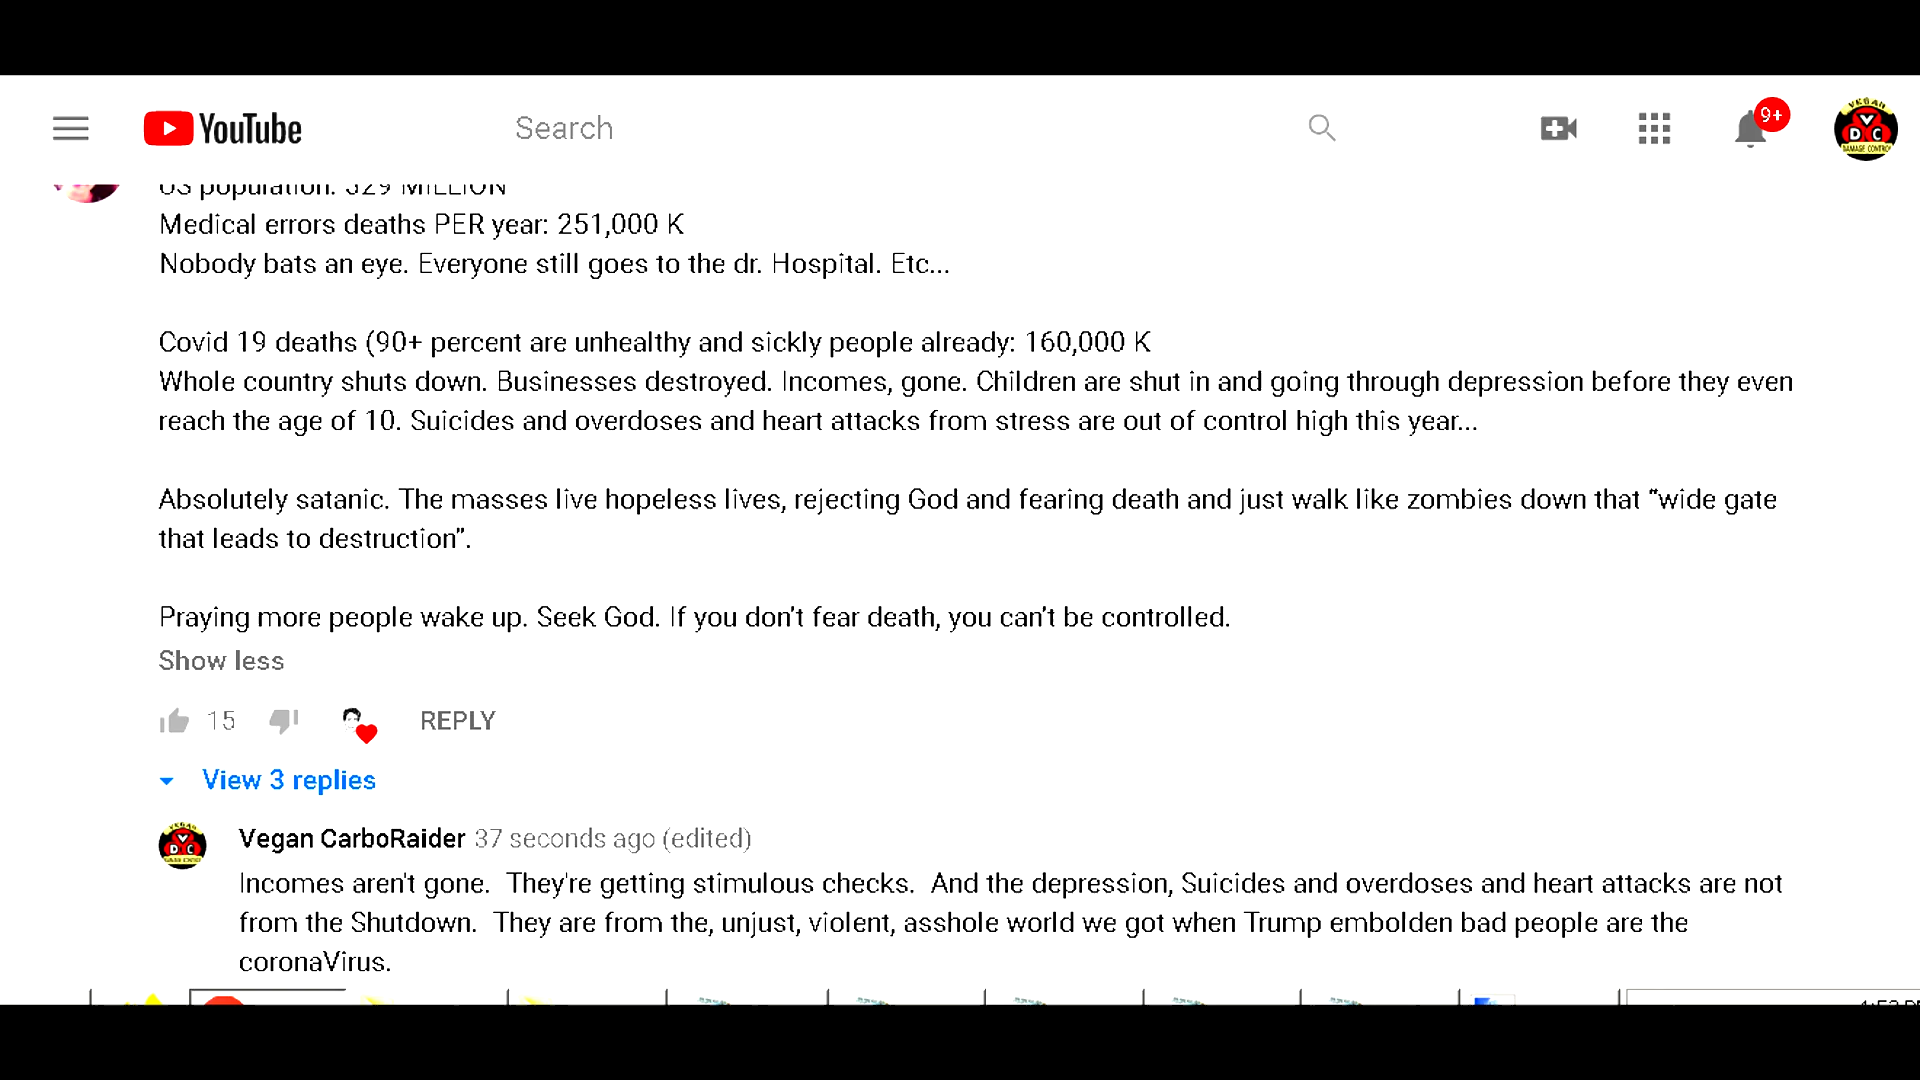 YouTube
Search
9+
VEGAN
V
D C
DAMAGE CONTROL
US population: 329 MILLION
Medical errors deaths PER year: 251,000 K
Nobody bats an eye. Everyone still goes to the dr. Hospital. Etc...
Covid 19 deaths (90+ percent are unhealthy and sickly people already: 160,000 K
Whole country shuts down. Businesses destroyed. Incomes, gone. Children are shut in and going through depression before they even
reach the age of 10. Suicides and overdoses and heart attacks from stress are out of control high this year...
Absolutely satanic. The masses live hopeless lives, rejecting God and fearing death and just walk like zombies down that “wide gate
that leads to destruction”.
Praying more people wake up. Seek God. If you don’t fear death, you can’t be controlled.
Show less
15
REPLY
View 3 replies
Vegan CarboRaider 37 seconds ago (edited)
Incomes aren't gone.  They're getting stimulous checks.  And the depression, Suicides and overdoses and heart attacks are not
from the Shutdown.  They are from the, unjust, violent, asshole world we got when Trump embolden bad people are the
coronaVirus.